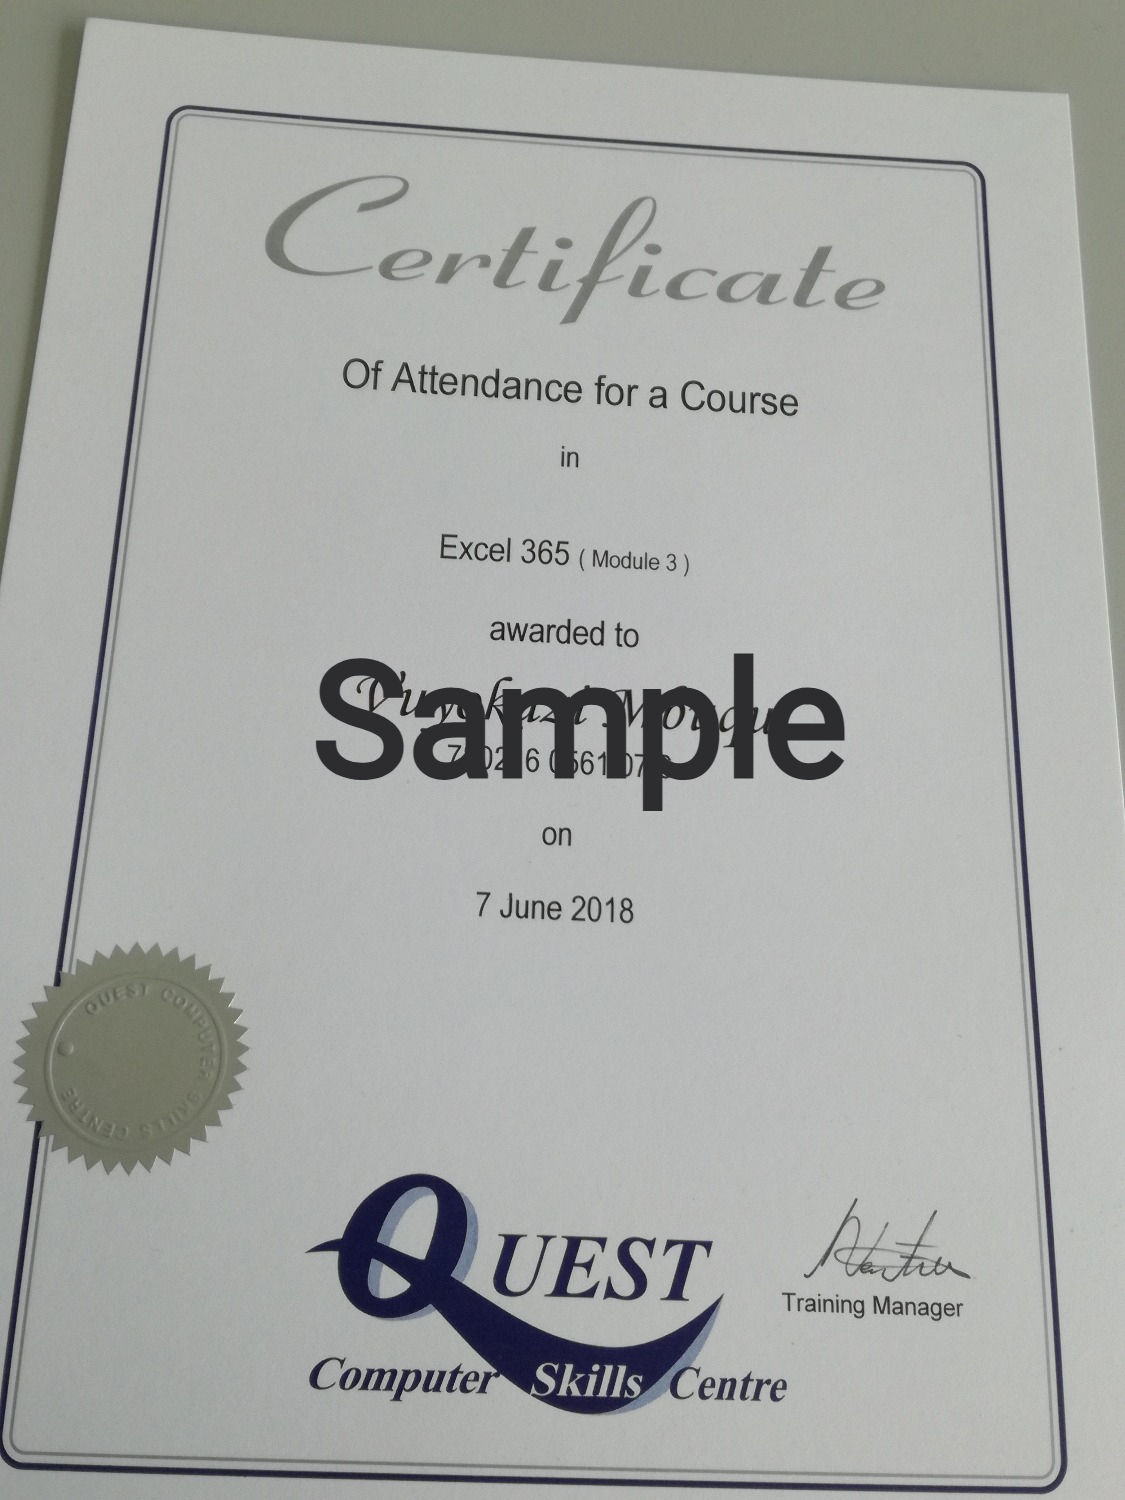 Certificate
Of Attendance for a Course
in
Excel 365 ( Module 3 )
awarded to
Sample
on
7 June 2018
QUEST COMPUTER SKILLS CENTRE
QUEST
Training Manager
Computer Skills Centre